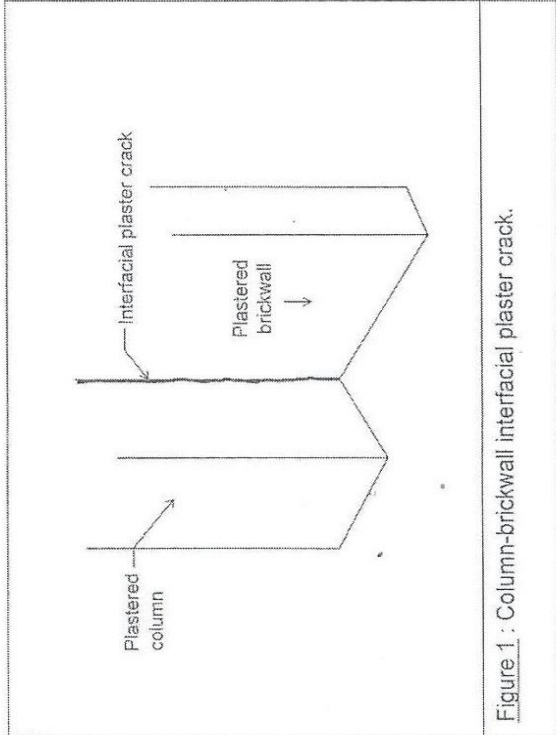 Interfacial plaster crack
Plastered
brickwall
Plastered
column
Figure 1 : Column-brickwall interfacial plaster crack.